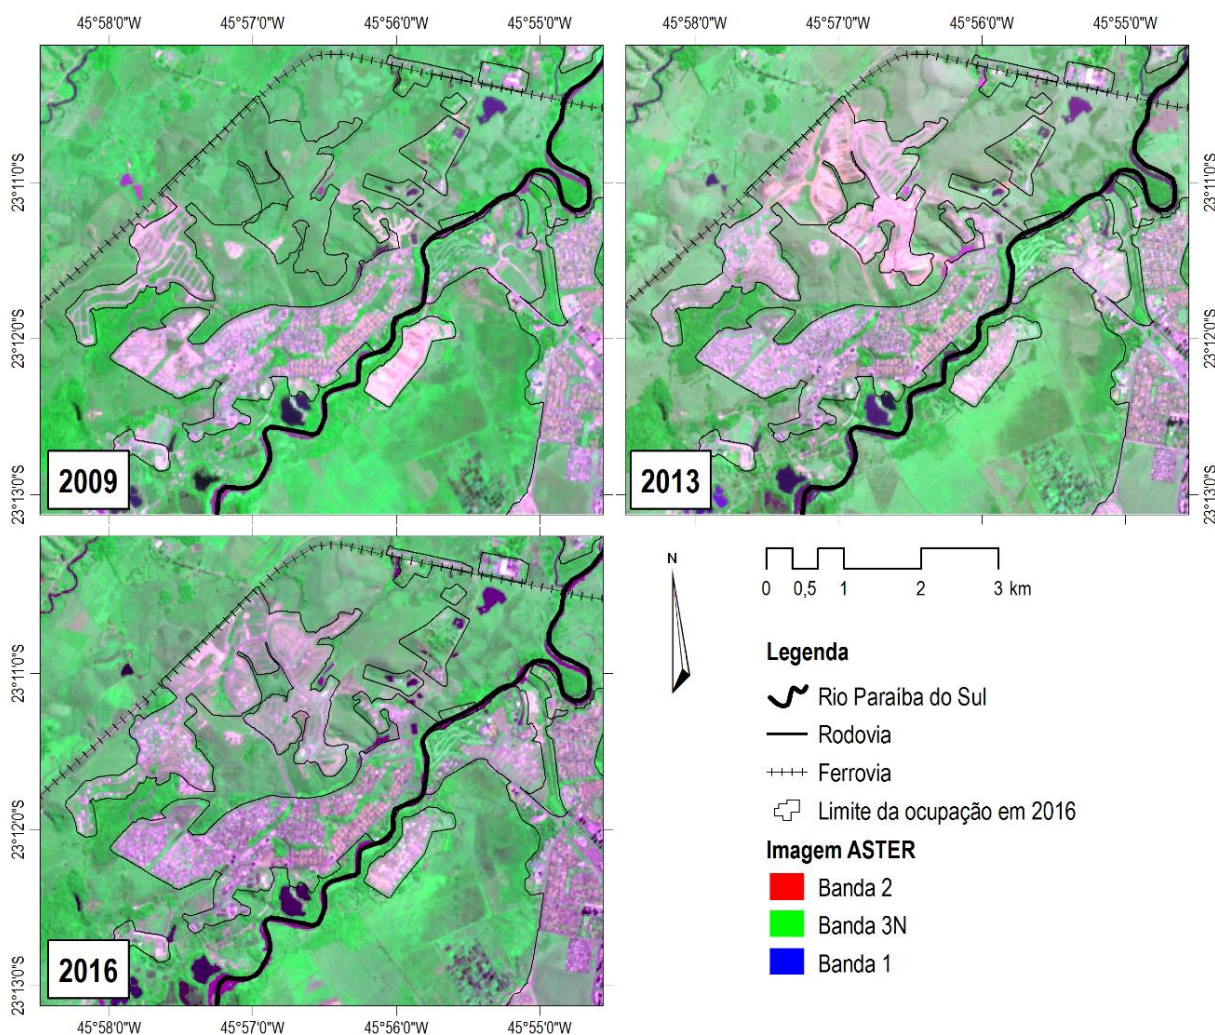 45°58'0"W 45°57'0"W 45°56'0"W 45°55'0"W 45°58'0"W 45°57'0"W 45°56'0"W 45°55'0"W
23°11'0"S 23°11'0"S
23°12'0"S 23°12'0"S
23°13'0"S 23°13'0"S
2009 2013
23°11'0"S
23°12'0"S
23°13'0"S
2016
45°58'0"W 45°57'0"W 45°56'0"W 45°55'0"W
N
0 0,5 1 2 3 km
Legenda
Rio Paraíba do Sul
Rodovia
Ferrovia
Limite da ocupação em 2016
Imagem ASTER
Banda 2
Banda 3N
Banda 1